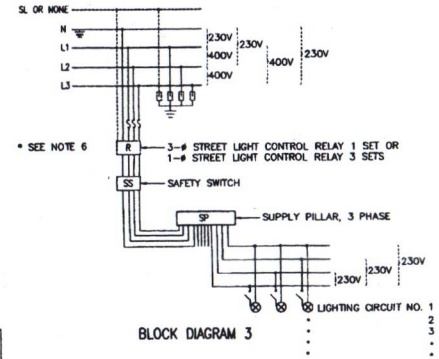 SL OR NONE
N
L1
L2
L3
230V
400V
400V
230V
400V
230V
* SEE NOTE 6
R
3-ø STREET LIGHT CONTROL RELAY 1 SET OR
1-ø STREET LIGHT CONTROL RELAY 3 SETS
SS
SAFETY SWITCH
SP
SUPPLY PILLAR, 3 PHASE
230V
230V
230V
LIGHTING CIRCUIT NO. 1
2
3
BLOCK DIAGRAM 3